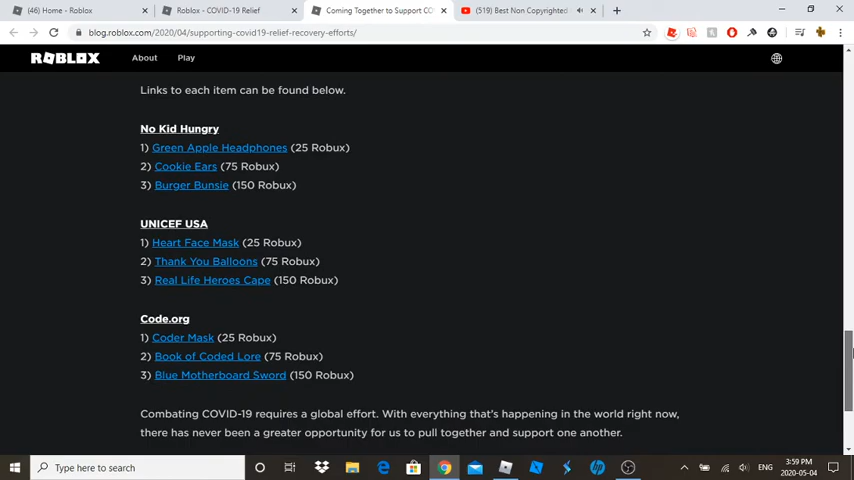 (46) Home - Roblox
Roblox - COVID-19 Relief
Coming Together to Support CO
(519) Best Non Copyrighted
blog.roblox.com/2020/04/supporting-covid19-relief-recovery-efforts/
ROBLOX About Play
Links to each item can be found below.
No Kid Hungry
1) Green Apple Headphones (25 Robux)
2) Cookie Ears (75 Robux)
3) Burger Bunsie (150 Robux)
UNICEF USA
1) Heart Face Mask (25 Robux)
2) Thank You Balloons (75 Robux)
3) Real Life Heroes Cape (150 Robux)
Code.org
1) Coder Mask (25 Robux)
2) Book of Coded Lore (75 Robux)
3) Blue Motherboard Sword (150 Robux)
Combating COVID-19 requires a global effort. With everything that's happening in the world right now,
there has never been a greater opportunity for us to pull together and support one another.
Type here to search
ENG
3:59 PM
2020-05-04